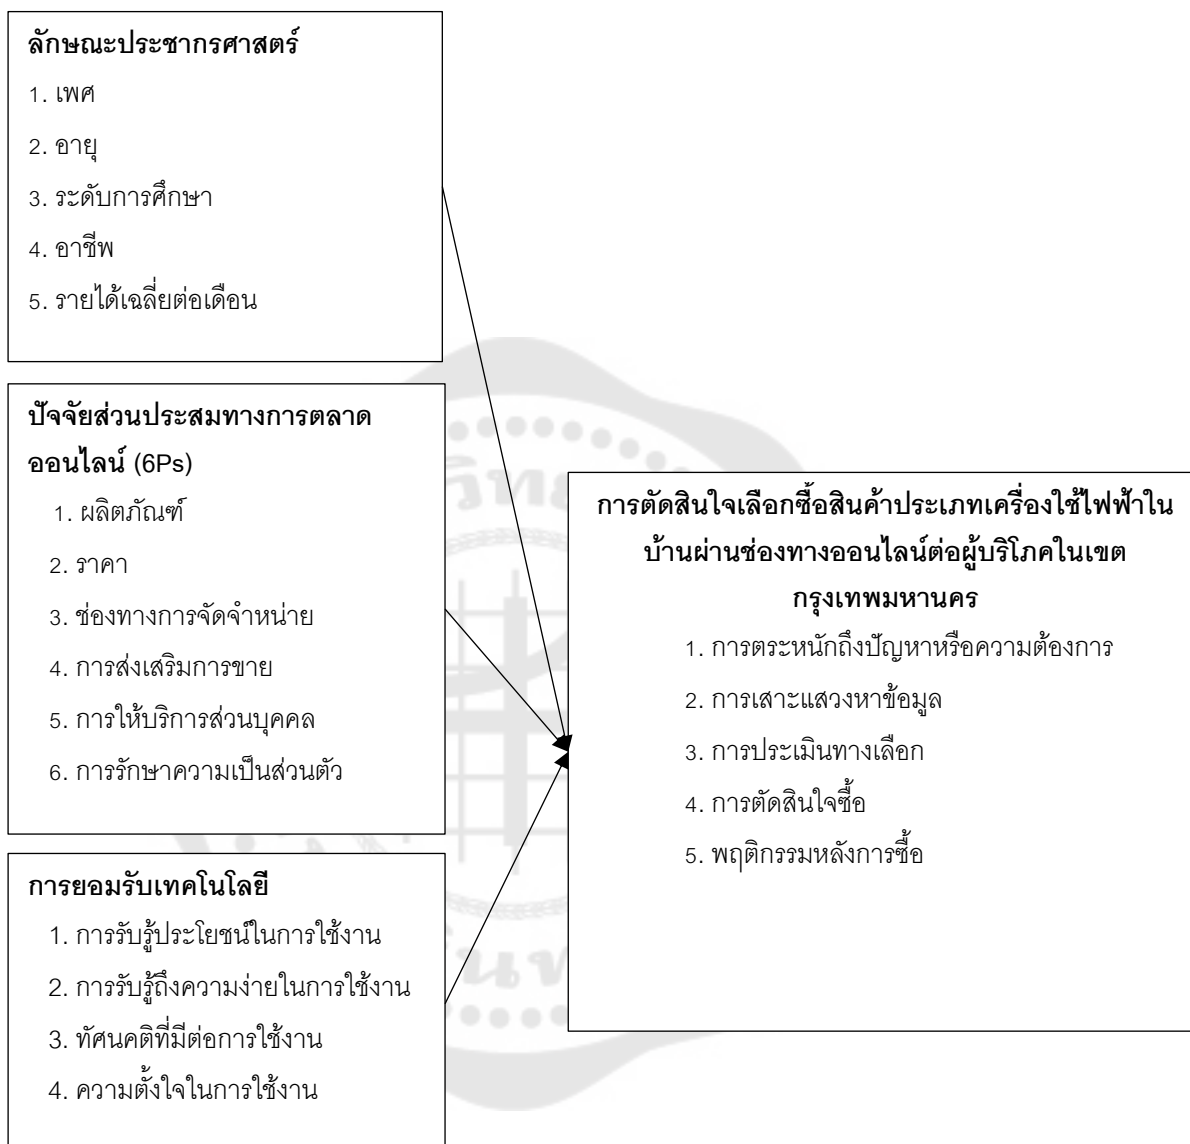 ลักษณะประชากรศาสตร์
1. เพศ
2. อายุ
3. ระดับการศึกษา
4. อาชีพ
5. รายได้เฉลี่ยต่อเดือน
ปัจจัยส่วนประสมทางการตลาด
ออนไลน์ (6Ps)
1. ผลิตภัณฑ์
2. ราคา
3. ช่องทางการจัดจำหน่าย
4. การส่งเสริมการขาย
5. การให้บริการส่วนบุคคล
6. การรักษาความเป็นส่วนตัว
การยอมรับเทคโนโลยี
1. การรับรู้ประโยชน์ในการใช้งาน
2. การรับรู้ถึงความง่ายในการใช้งาน
3. ทัศนคติที่มีต่อการใช้งาน
4. ความตั้งใจในการใช้งาน
การตัดสินใจเลือกซื้อสินค้าประเภทเครื่องใช้ไฟฟ้าใน
บ้านผ่านช่องทางออนไลน์ต่อผู้บริโภคในเขต
กรุงเทพมหานคร
1. การตระหนักถึงปัญหาหรือความต้องการ
2. การเสาะแสวงหาข้อมูล
3. การประเมินทางเลือก
4. การตัดสินใจซื้อ
5. พฤติกรรมหลังการซื้อ